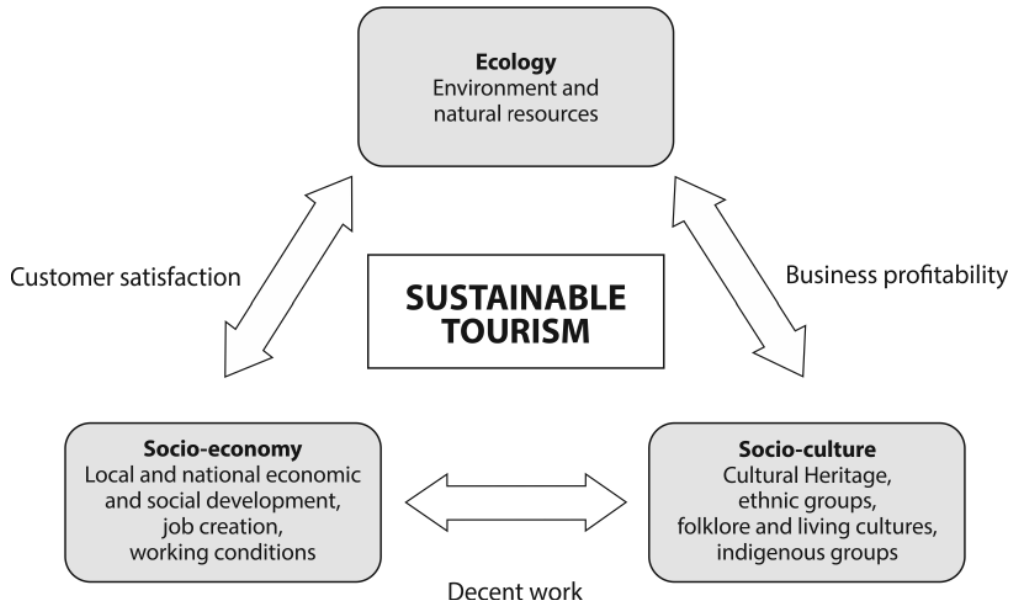 Ecology
Environment and
natural resources
Customer satisfaction
Business profitability
SUSTAINABLE
TOURISM
Socio-economy
Local and national economic
and social development,
job creation,
working conditions
Socio-culture
Cultural Heritage,
ethnic groups,
folklore and living cultures,
indigenous groups
Decent work